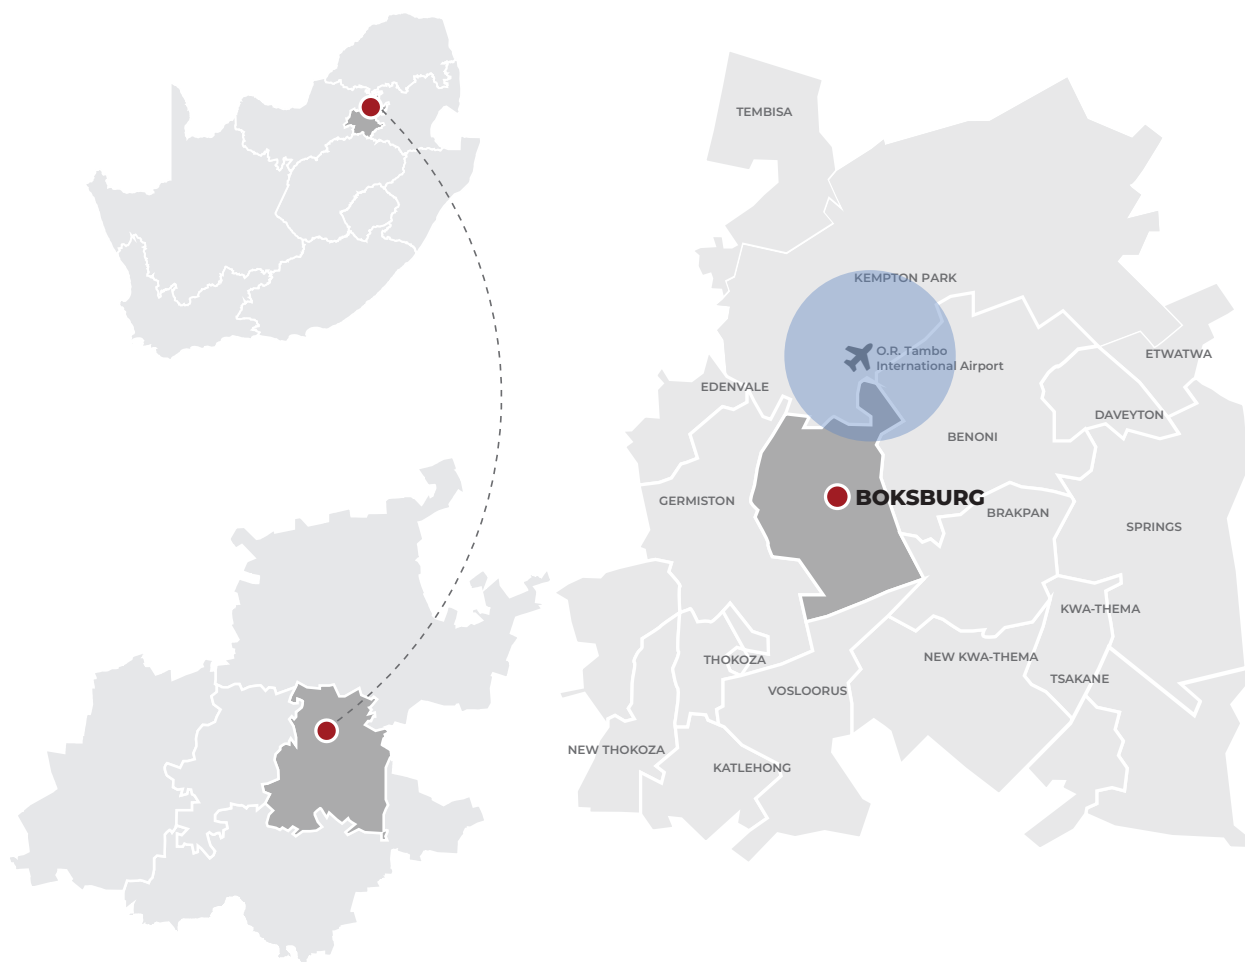 TEMBISA
KEMPTON PARK
O.R. Tambo
International Airport
ETWATWA
EDENVALE
DAVEYTON
BENONI
GERMISTON
BOKSBURG
BRAKPAN
SPRINGS
KWA-THEMA
THOKOZA
NEW KWA-THEMA
TSAKANE
VOSLOORUS
NEW THOKOZA
KATLEHONG